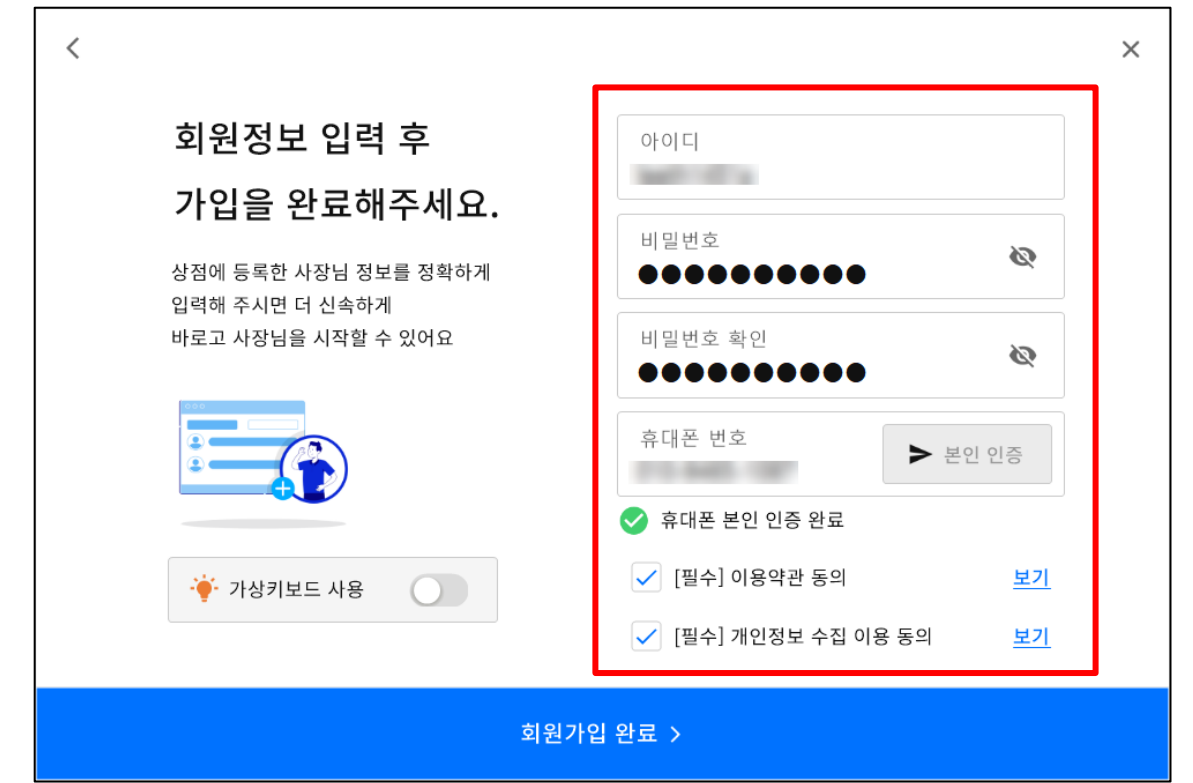 회원정보 입력 후
가입을 완료해주세요.
상점에 등록한 사장님 정보를 정확하게
입력해 주시면 더 신속하게
바로고 사장님을 시작할 수 있어요
가상키보드 사용
아이디
비밀번호
●●●●●●●●●●
비밀번호 확인
●●●●●●●●●●
휴대폰 번호
본인 인증
휴대폰 본인 인증 완료
[필수] 이용약관 동의 보기
[필수] 개인정보 수집 이용 동의 보기
회원가입 완료 >